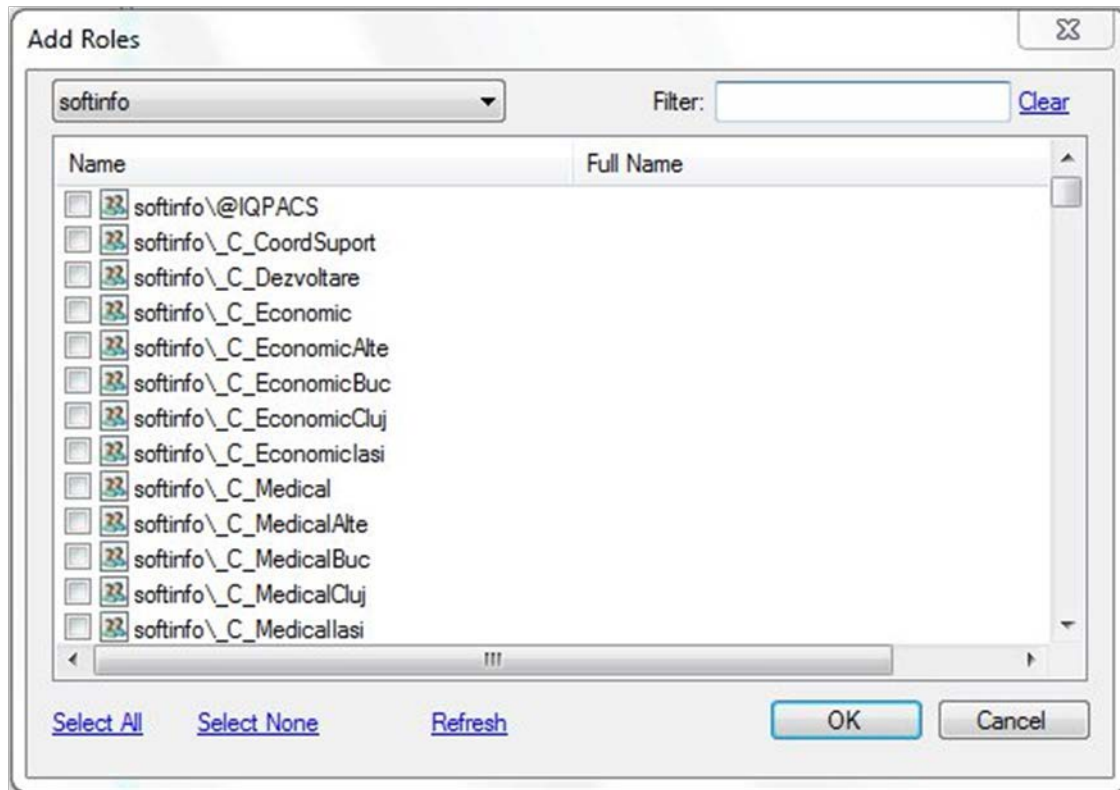 Add Roles
softinfo Filter: Clear
Name Full Name
softinfo\@IQPACS
softinfo\_C_CoordSuport
softinfo\_C_Dezvoltare
softinfo\_C_Economic
softinfo\_C_EconomicAlte
softinfo\_C_EconomicBuc
softinfo\_C_EconomicCluj
softinfo\_C_EconomicIasi
softinfo\_C_Medical
softinfo\_C_MedicalAlte
softinfo\_C_MedicalBuc
softinfo\_C_MedicalCluj
softinfo\_C_MedicalIasi
Select All Select None Refresh OK Cancel